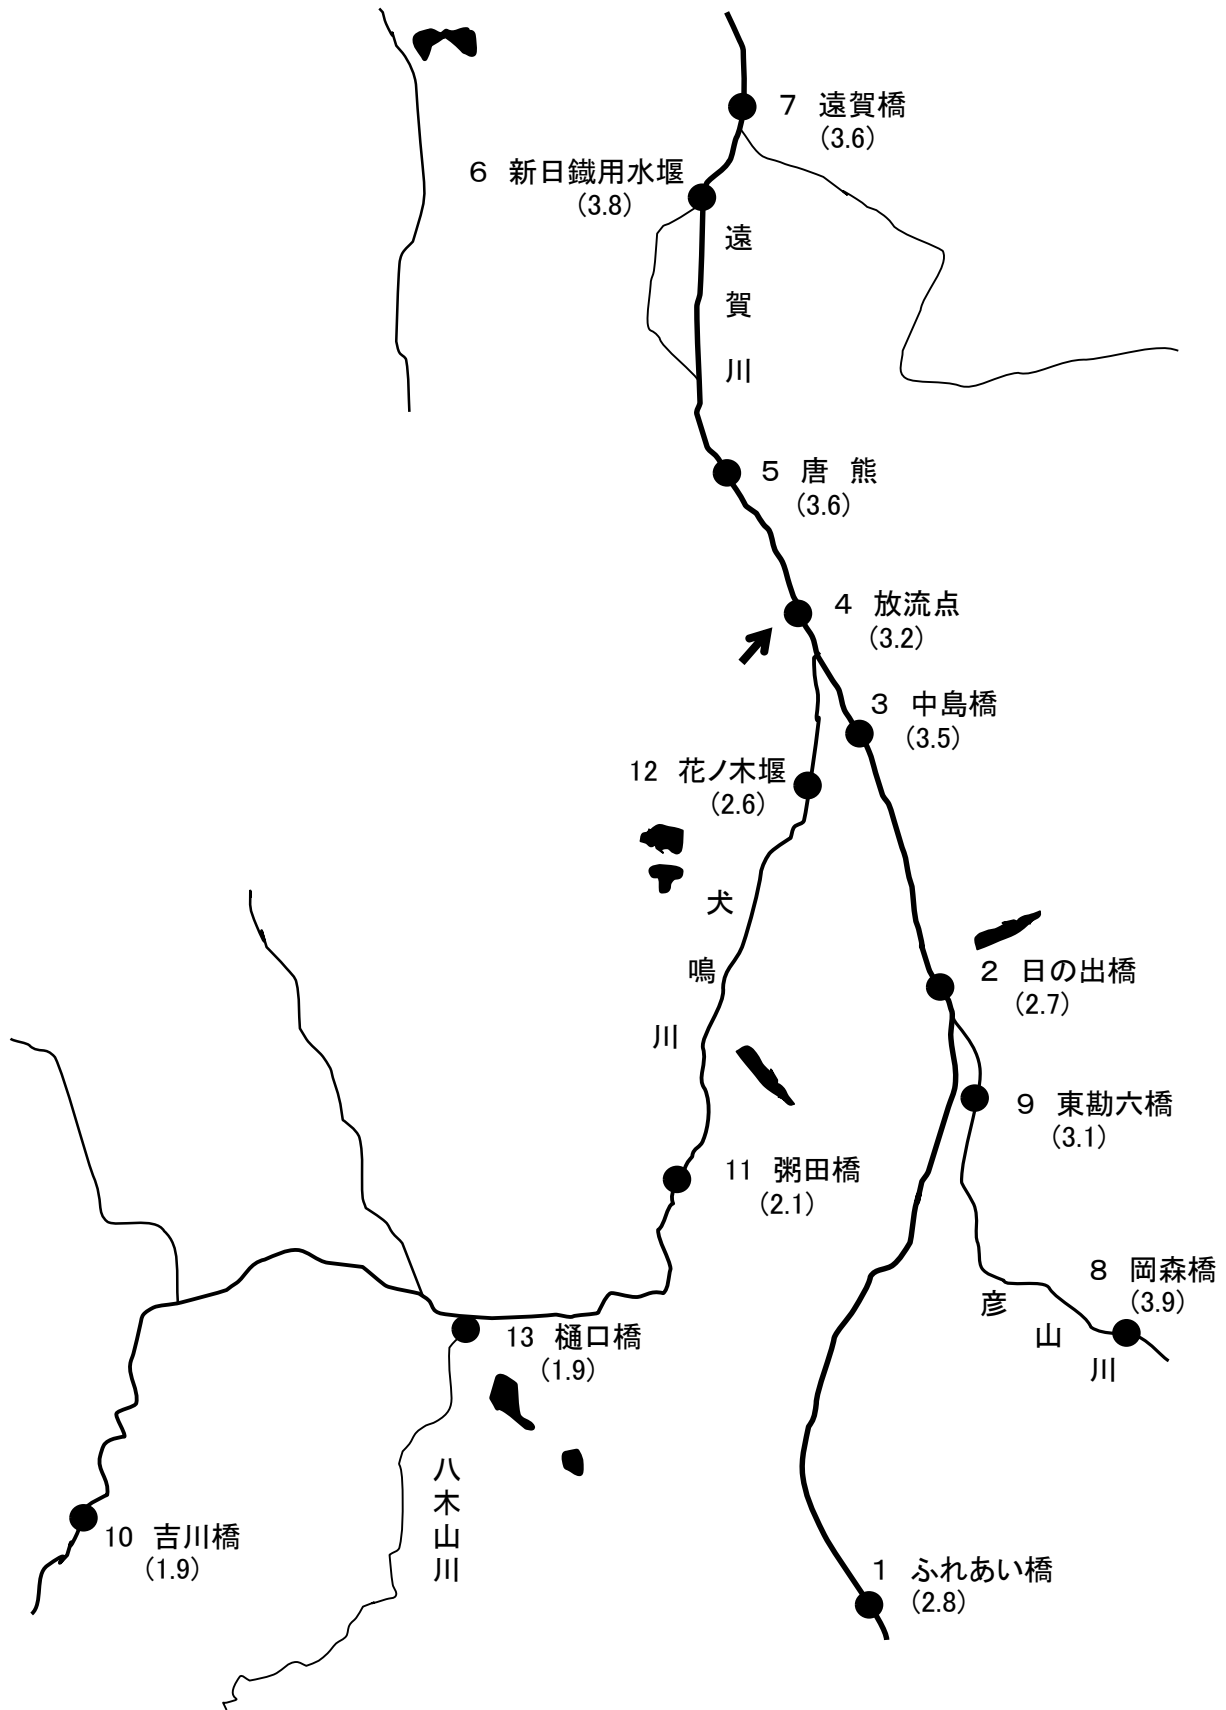 ７　遠賀橋
(3.6)
６　新日鐵用水堰
(3.8)
遠賀川
５　唐　熊
(3.6)
４　放流点
(3.2)
３　中島橋
(3.5)
12　花ノ木堰
(2.6)
犬鳴川
２　日の出橋
(2.7)
９　東勘六橋
(3.1)
11　粥田橋
(2.1)
８　岡森橋
(3.9)
彦山川
13　樋口橋
(1.9)
八木山川
10　吉川橋
(1.9)
１　ふれあい橋
(2.8)